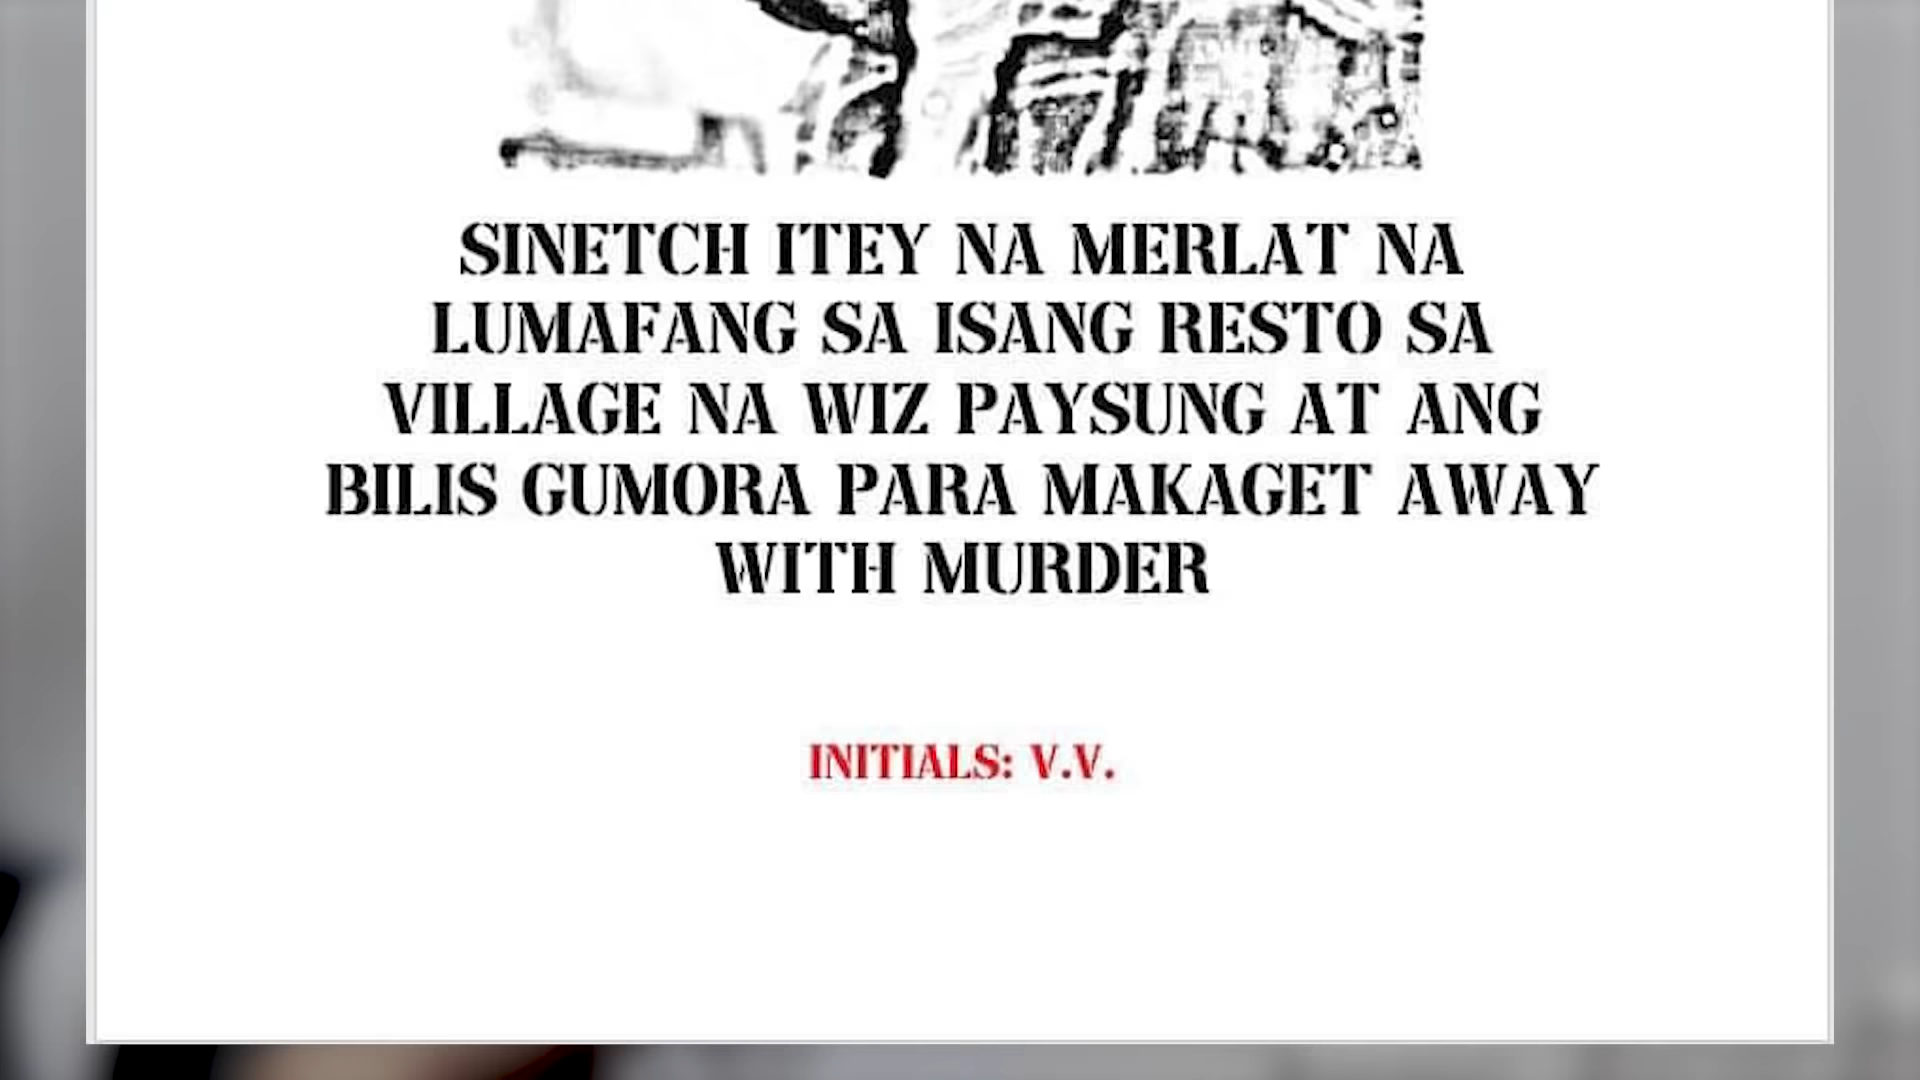 SINETCH ITEY NA MERLAT NA
LUMAFANG SA ISANG RESTO SA
VILLAGE NA WIZ PAYSUNG AT ANG
BILIS GUMORA PARA MAKAGET AWAY
WITH MURDER
INITIALS: V.V.